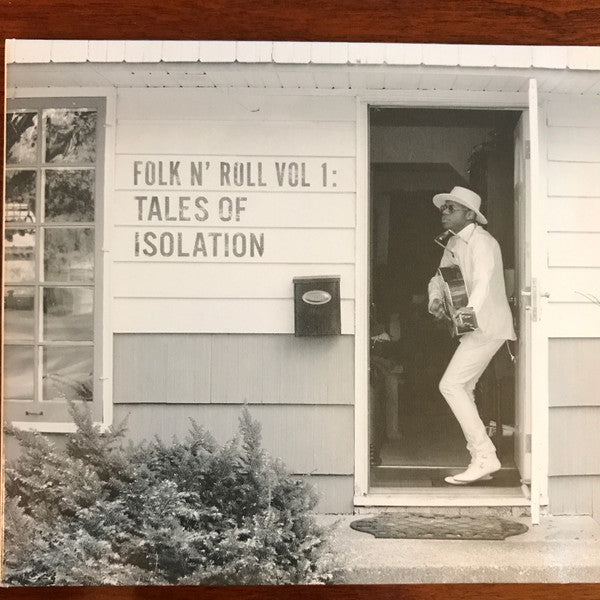 FOLK N' ROLL VOL 1:
TALES OF
ISOLATION